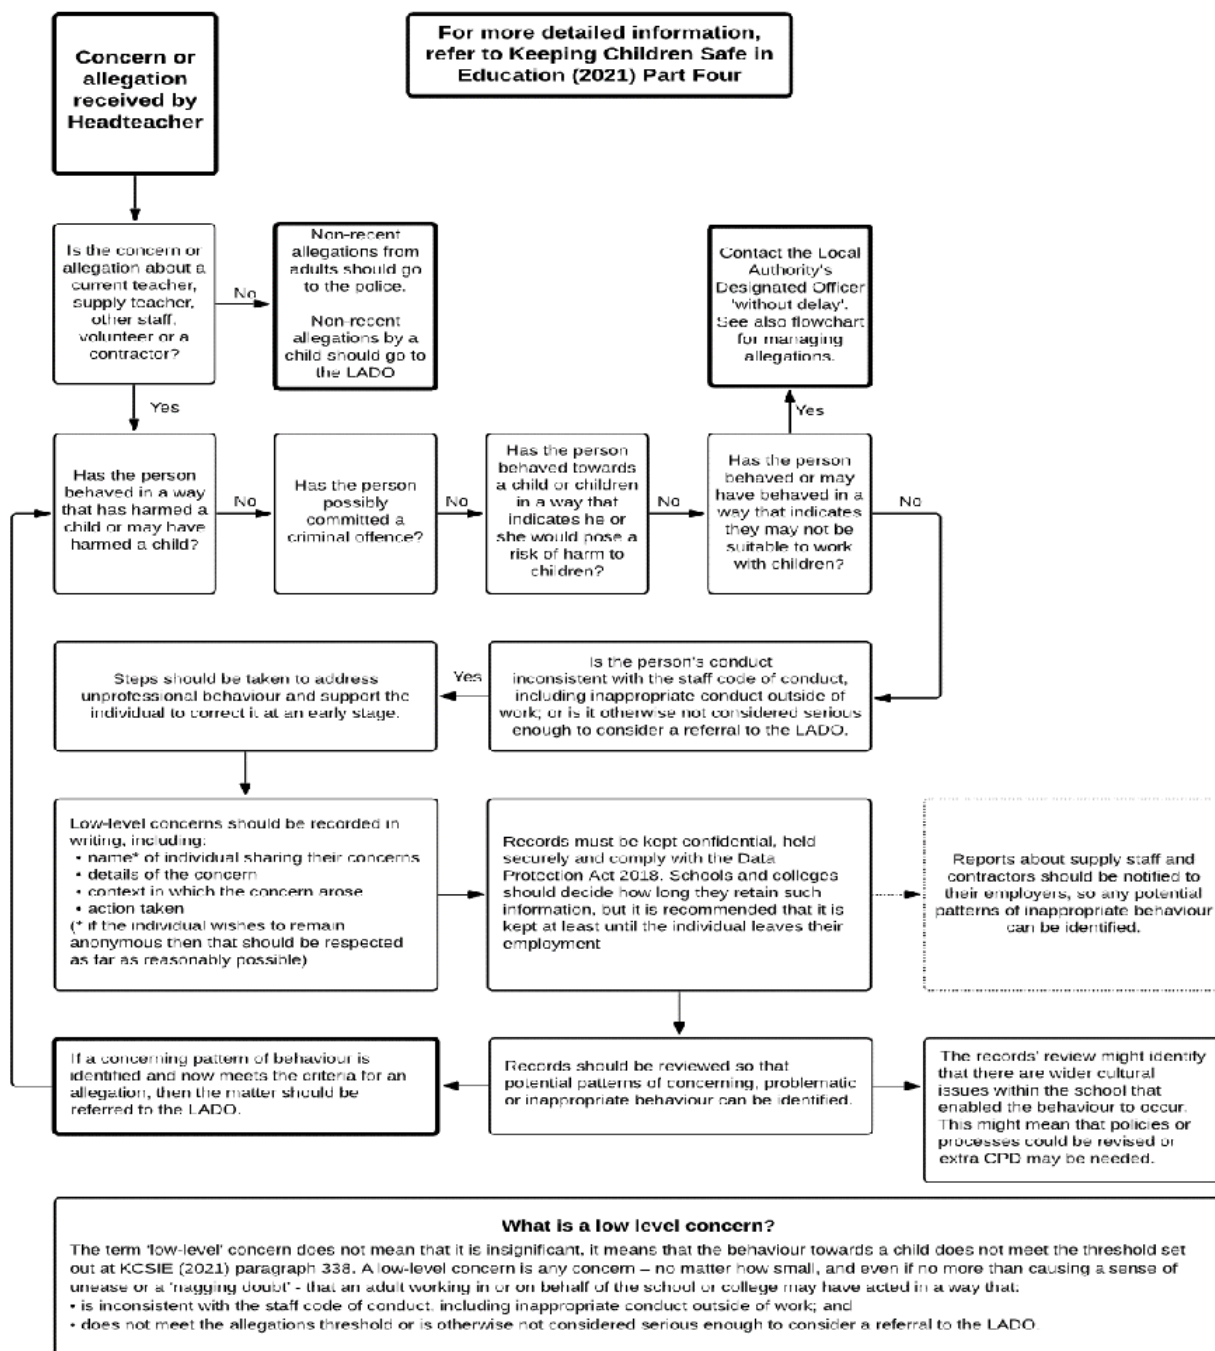 Concern or
allegation
received by
Headteacher
For more detailed information,
refer to Keeping Children Safe in
Education (2021) Part Four
Is the concern or
allegation about a
current teacher,
supply teacher,
other staff,
volunteer or a
contractor?
No
Non-recent
allegations from
adults should go
to the police.
Non-recent
allegations by a
child should go to
the LADO
Contact the Local
Authority's
Designated Officer
'without delay'.
See also flowchart
for managing
allegations.
Yes
Yes
Has the person
behaved in a way
that has harmed a
child or may have
harmed a child?
No
Has the person
possibly
committed a
criminal offence?
No
Has the person
behaved towards
a child or children
in a way that
indicates he or
she would pose a
risk of harm to
children?
No
Has the person
behaved or may
have behaved in a
way that indicates
they may not be
suitable to work
with children?
No
Steps should be taken to address
unprofessional behaviour and support the
individual to correct it at an early stage.
Yes
Is the person's conduct
inconsistent with the staff code of conduct,
including inappropriate conduct outside of
work; or is it otherwise not considered serious
enough to consider a referral to the LADO.
Low-level concerns should be recorded in
writing, including:
• name* of individual sharing their concerns
• details of the concern
• context in which the concern arose
• action taken
(* if the individual wishes to remain
anonymous then that should be respected
as far as reasonably possible)
Records must be kept confidential, held
securely and comply with the Data
Protection Act 2018. Schools and colleges
should decide how long they retain such
information, but it is recommended that it is
kept at least until the individual leaves their
employment
Reports about supply staff and
contractors should be notified to
their employers, so any potential
patterns of inappropriate behaviour
can be identified.
If a concerning pattern of behaviour is
identified and now meets the criteria for an
allegation, then the matter should be
referred to the LADO.
Records should be reviewed so that
potential patterns of concerning, problematic
or inappropriate behaviour can be identified.
The records' review might identify
that there are wider cultural
issues within the school that
enabled the behaviour to occur.
This might mean that policies or
processes could be revised or
extra CPD may be needed.
What is a low level concern?
The term 'low-level' concern does not mean that it is insignificant, it means that the behaviour towards a child does not meet the threshold set
out at KCSIE (2021) paragraph 338. A low-level concern is any concern – no matter how small, and even if no more than causing a sense of
unease or a 'nagging doubt' - that an adult working in or on behalf of the school or college may have acted in a way that:
• is inconsistent with the staff code of conduct, including inappropriate conduct outside of work; and
• does not meet the allegations threshold or is otherwise not considered serious enough to consider a referral to the LADO.